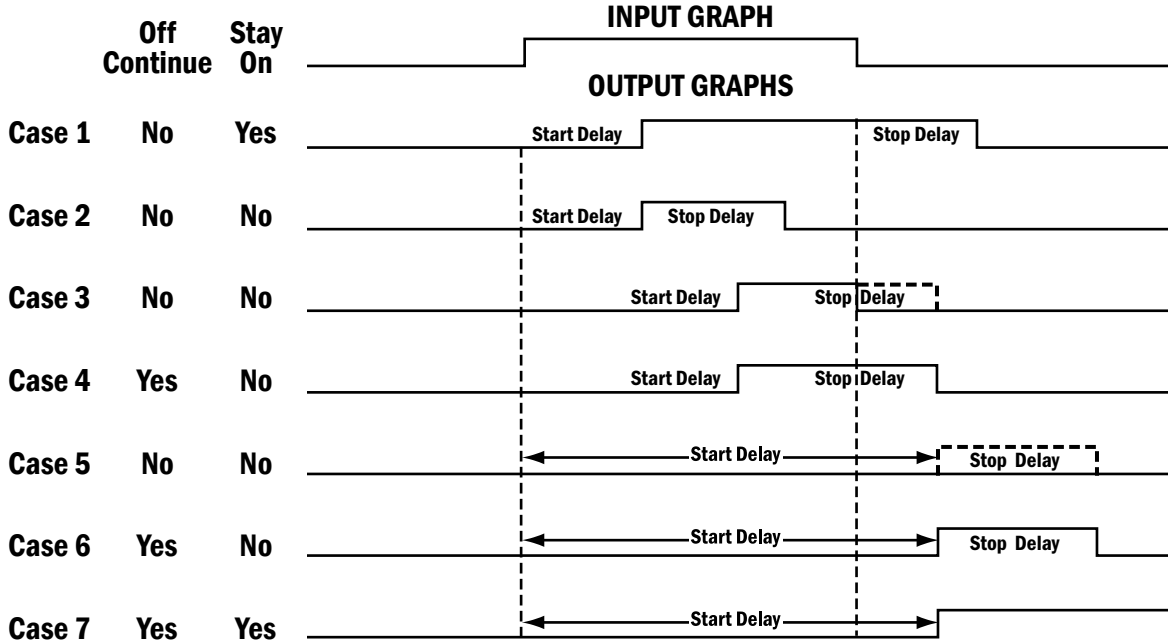 INPUT GRAPH
Off Stay
Continue On
OUTPUT GRAPHS
Case 1 No Yes Start Delay Stop Delay
Case 2 No No Start Delay Stop Delay
Case 3 No No Start Delay Stop Delay
Case 4 Yes No Start Delay Stop Delay
Case 5 No No Start Delay Stop Delay
Case 6 Yes No Start Delay Stop Delay
Case 7 Yes Yes Start Delay